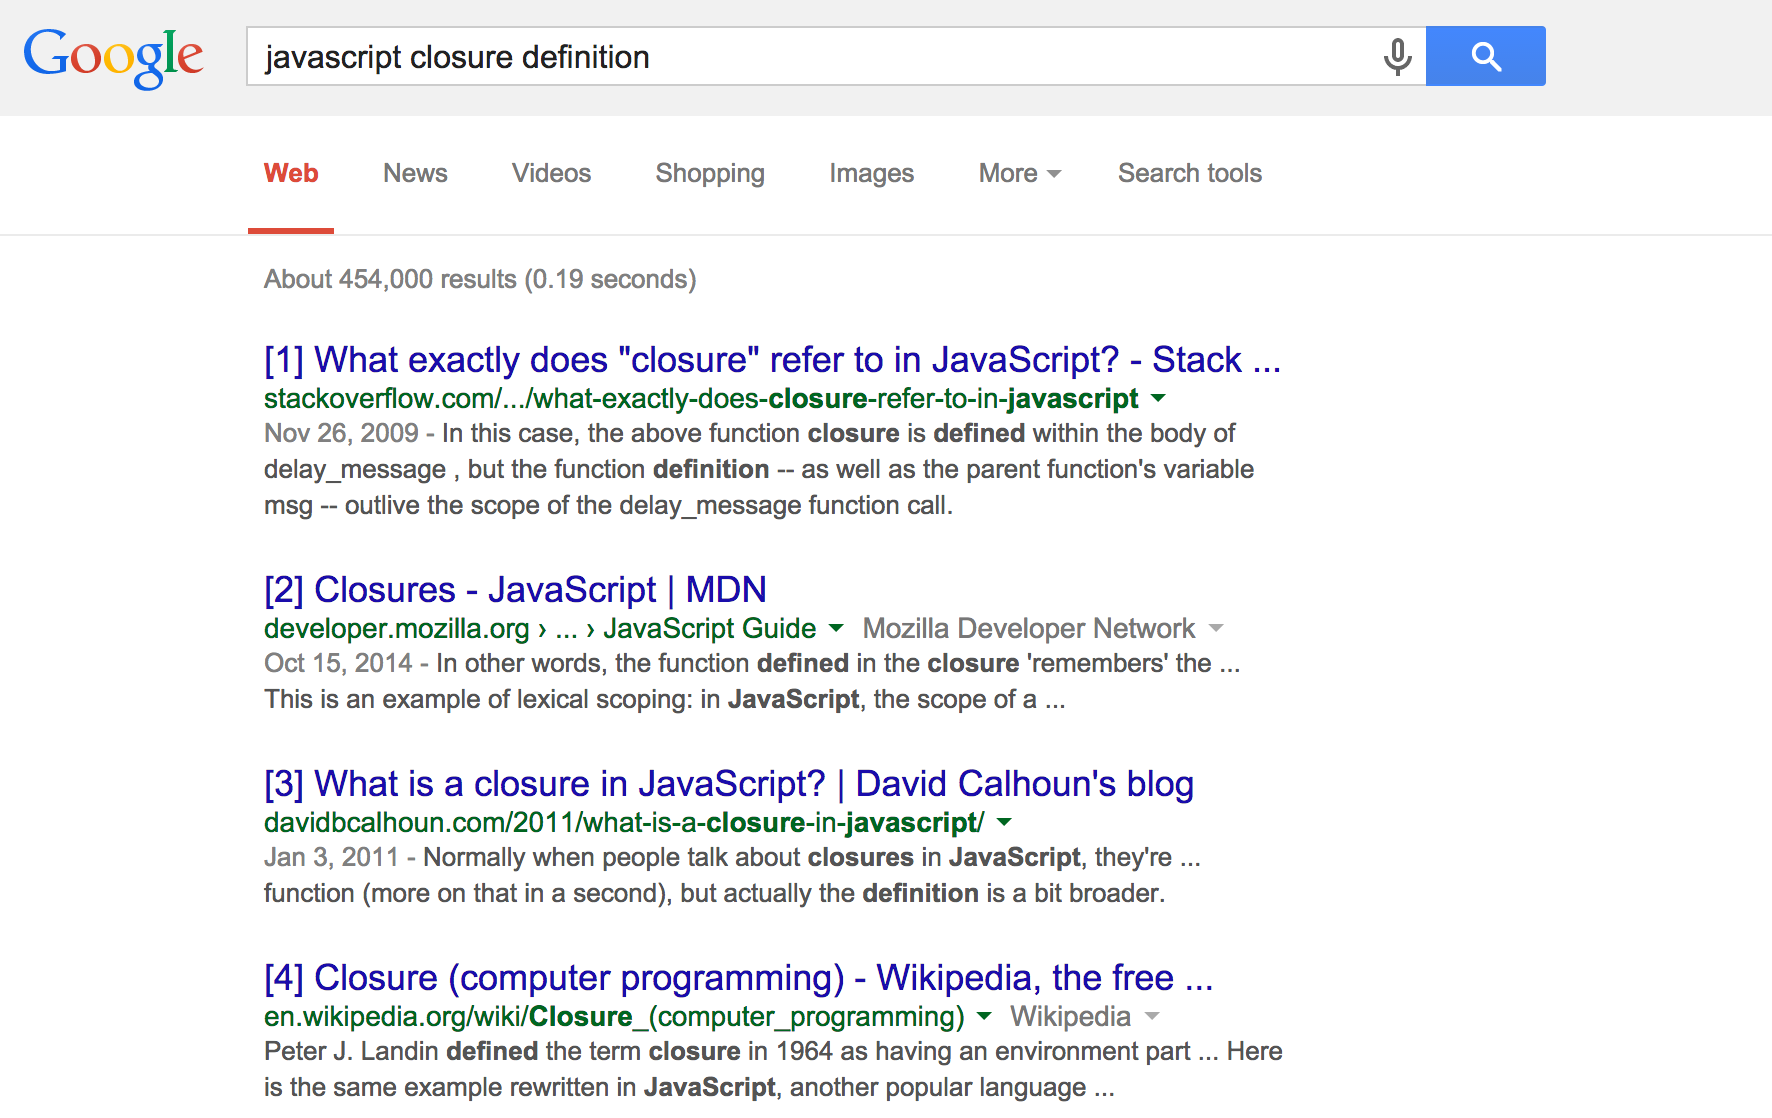 Google
javascript closure definition
Web News Videos Shopping Images More Search tools
About 454,000 results (0.19 seconds)
[1] What exactly does "closure" refer to in JavaScript? - Stack ...
stackoverflow.com/.../what-exactly-does-closure-refer-to-in-javascript
Nov 26, 2009 - In this case, the above function closure is defined within the body of
delay_message , but the function definition -- as well as the parent function's variable
msg -- outlive the scope of the delay_message function call.
[2] Closures - JavaScript | MDN
developer.mozilla.org › ... › JavaScript Guide Mozilla Developer Network
Oct 15, 2014 - In other words, the function defined in the closure 'remembers' the ...
This is an example of lexical scoping: in JavaScript, the scope of a ...
[3] What is a closure in JavaScript? | David Calhoun's blog
davidbcalhoun.com/2011/what-is-a-closure-in-javascript/
Jan 3, 2011 - Normally when people talk about closures in JavaScript, they're ...
function (more on that in a second), but actually the definition is a bit broader.
[4] Closure (computer programming) - Wikipedia, the free ...
en.wikipedia.org/wiki/Closure_(computer_programming) Wikipedia
Peter J. Landin defined the term closure in 1964 as having an environment part ... Here
is the same example rewritten in JavaScript, another popular language ...